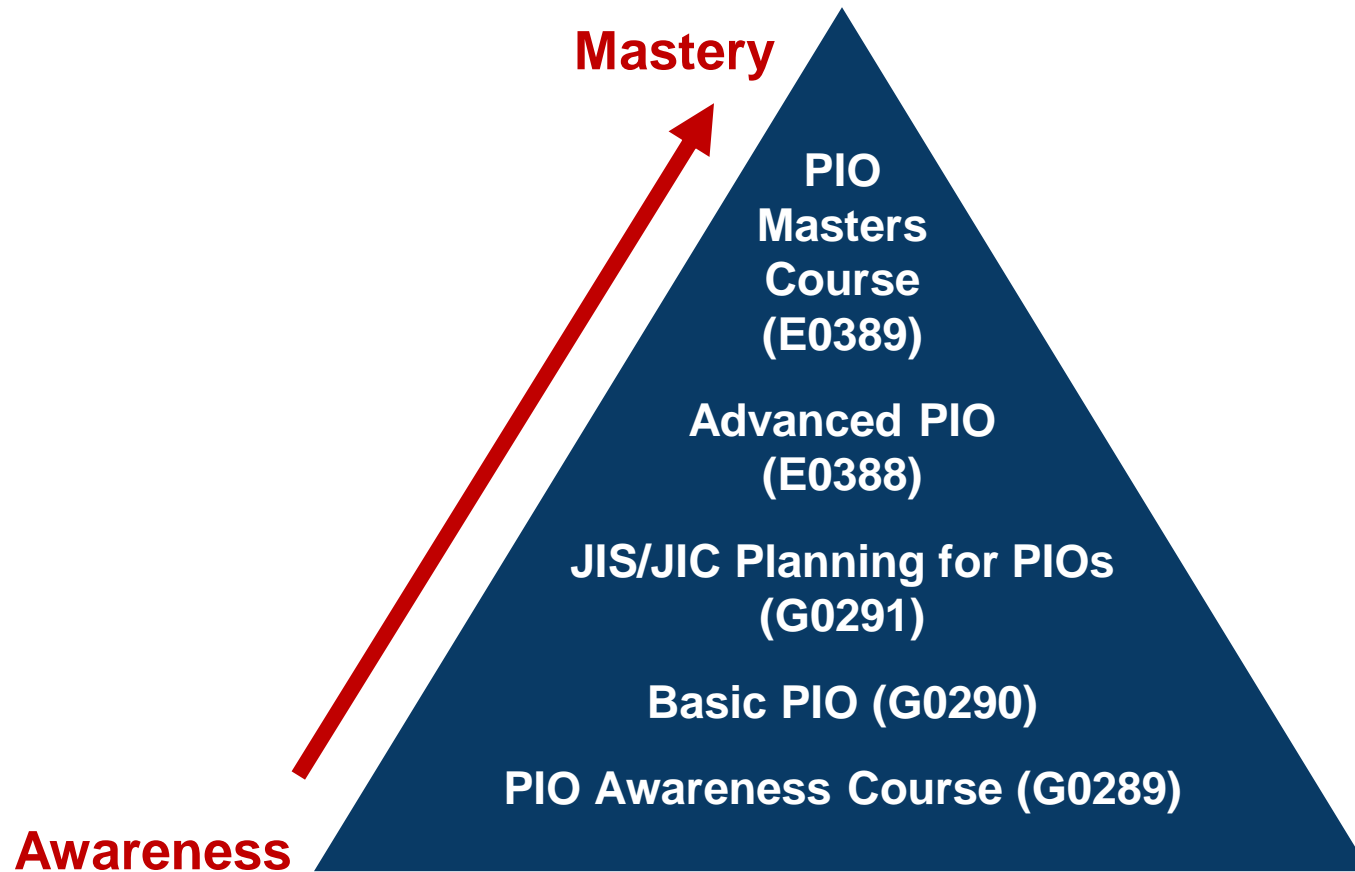 Mastery
PIO
Masters
Course
(E0389)
Advanced PIO
(E0388)
JIS/JIC Planning for PIOs
(G0291)
Basic PIO (G0290)
PIO Awareness Course (G0289)
Awareness